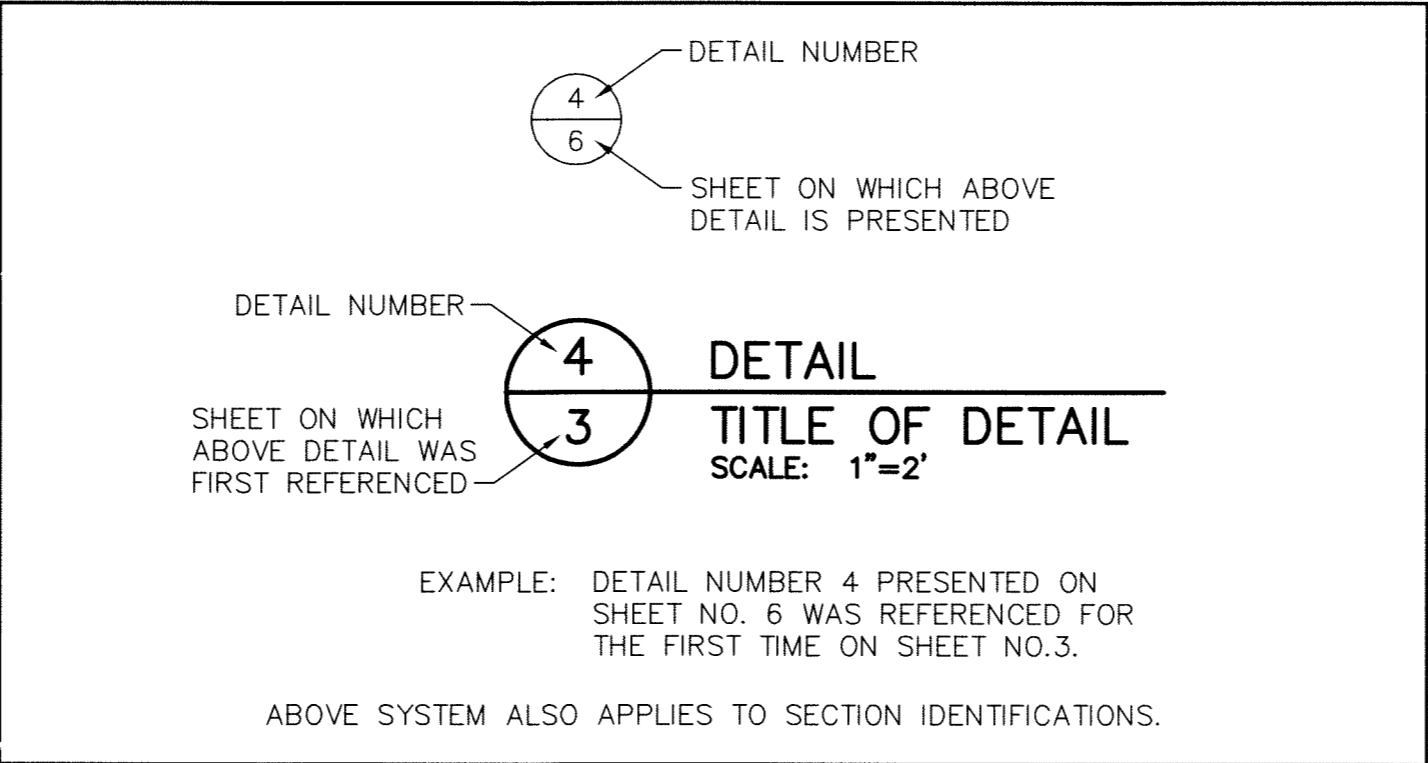 DETAIL NUMBER
4
6
SHEET ON WHICH ABOVE
DETAIL IS PRESENTED
DETAIL NUMBER
4
DETAIL
SHEET ON WHICH
ABOVE DETAIL WAS
FIRST REFERENCED
3
TITLE OF DETAIL
SCALE: 1"=2'
EXAMPLE: DETAIL NUMBER 4 PRESENTED ON
SHEET NO. 6 WAS REFERENCED FOR
THE FIRST TIME ON SHEET NO.3.
ABOVE SYSTEM ALSO APPLIES TO SECTION IDENTIFICATIONS.